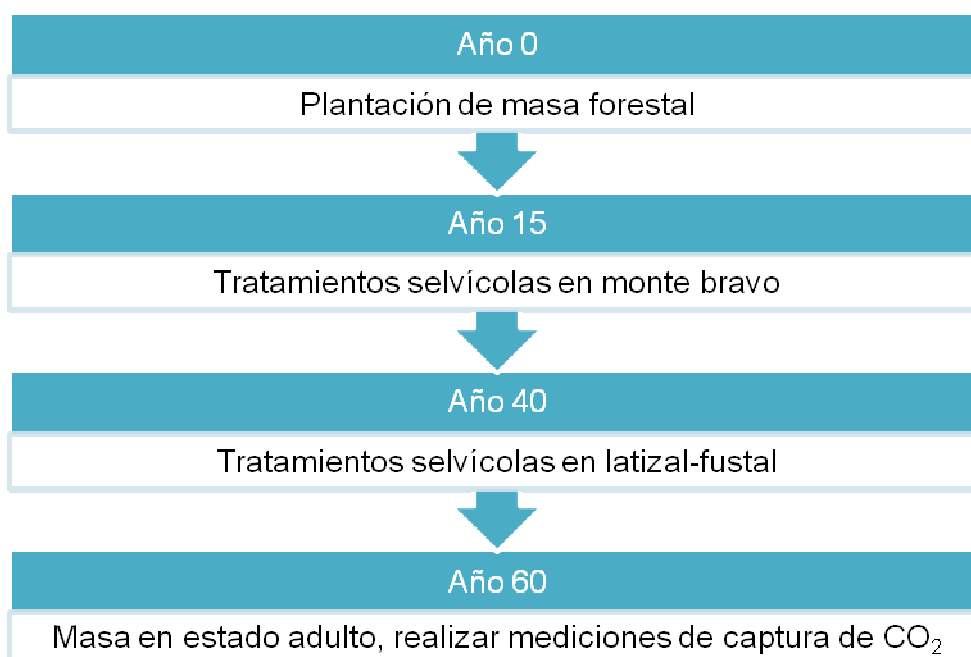 Año 0
Plantación de masa forestal
Año 15
Tratamientos selvícolas en monte bravo
Año 40
Tratamientos selvícolas en latizal-fustal
Año 60
Masa en estado adulto, realizar mediciones de captura de CO₂